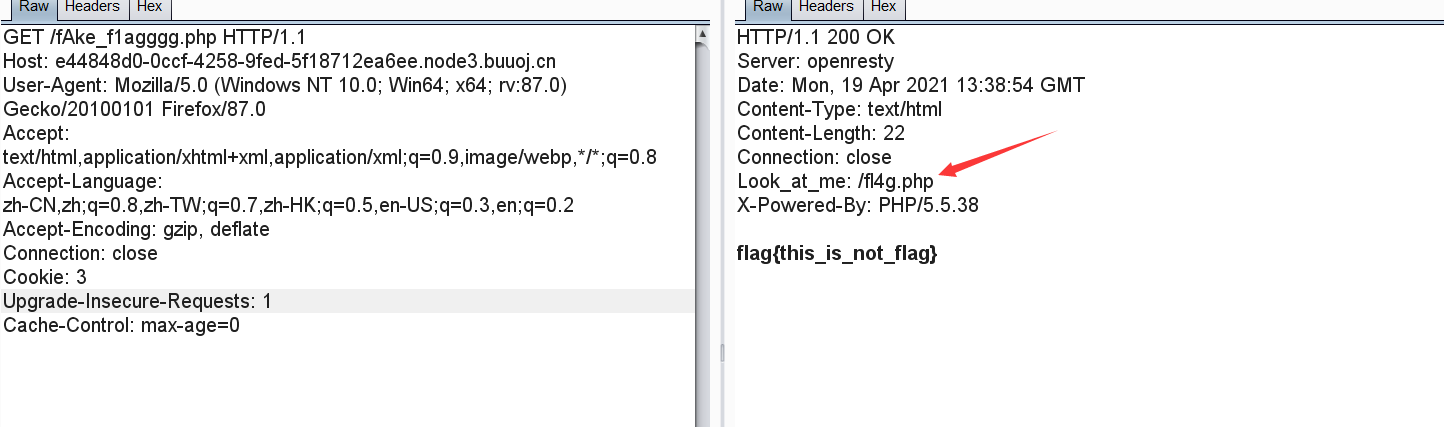 Raw Headers Hex
GET /fAke_f1agggg.php HTTP/1.1
Host: e44848d0-0ccf-4258-9fed-5f18712ea6ee.node3.buuoj.cn
User-Agent: Mozilla/5.0 (Windows NT 10.0; Win64; x64; rv:87.0)
Gecko/20100101 Firefox/87.0
Accept:
text/html,application/xhtml+xml,application/xml;q=0.9,image/webp,*/*;q=0.8
Accept-Language:
zh-CN,zh;q=0.8,zh-TW;q=0.7,zh-HK;q=0.5,en-US;q=0.3,en;q=0.2
Accept-Encoding: gzip, deflate
Connection: close
Cookie: 3
Upgrade-Insecure-Requests: 1
Cache-Control: max-age=0
Raw Headers Hex
HTTP/1.1 200 OK
Server: openresty
Date: Mon, 19 Apr 2021 13:38:54 GMT
Content-Type: text/html
Content-Length: 22
Connection: close
Look_at_me: /fl4g.php
X-Powered-By: PHP/5.5.38
flag{this_is_not_flag}